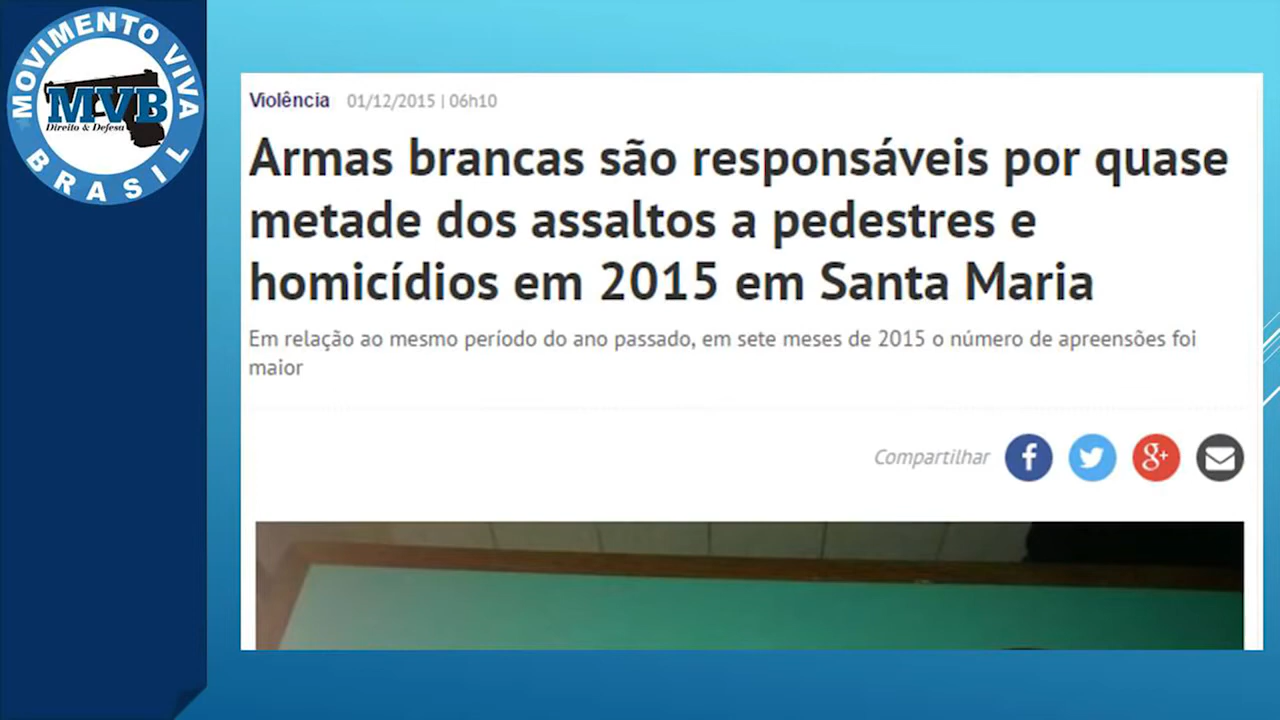 MOVIMENTO VIVA
BRASIL
MVB
Direito & Defesa
Violência 01/12/2015 | 06h10
Armas brancas são responsáveis por quase
metade dos assaltos a pedestres e
homicídios em 2015 em Santa Maria
Em relação ao mesmo período do ano passado, em sete meses de 2015 o número de apreensões foi
maior
Compartilhar